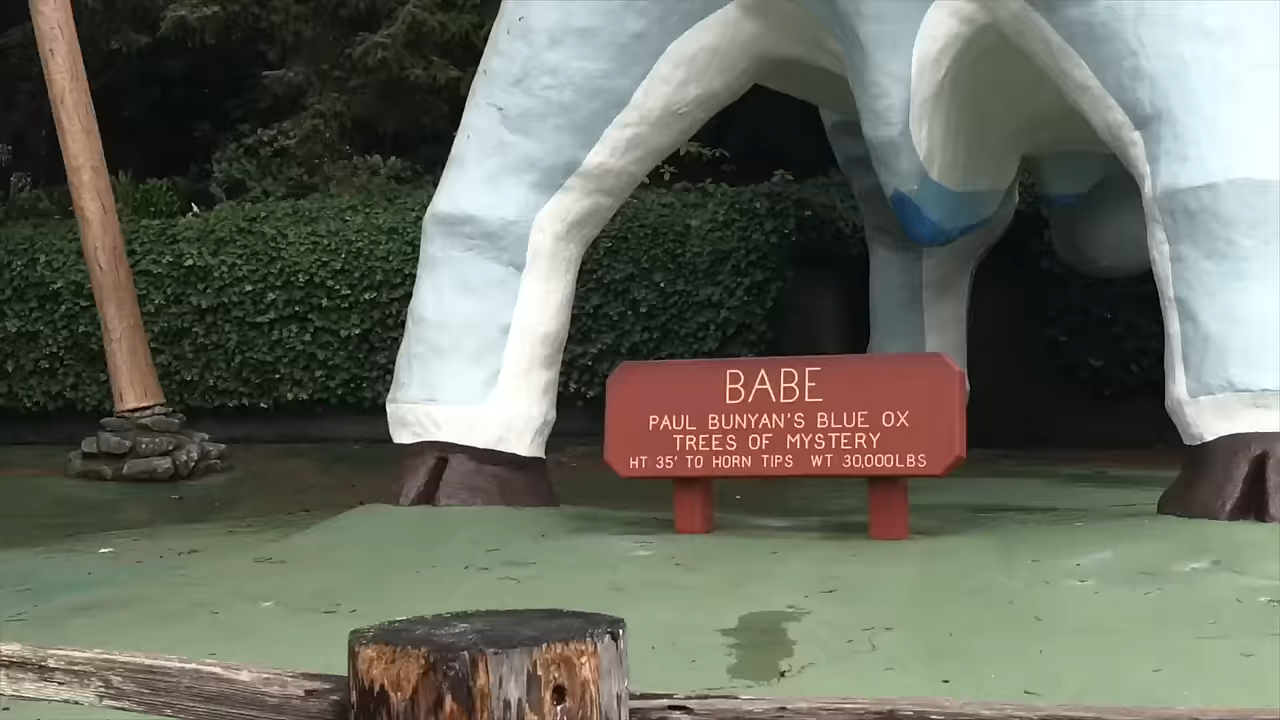 BABE
PAUL BUNYAN'S BLUE OX
TREES OF MYSTERY
HT 35' TO HORN TIPS WT 30,000LBS